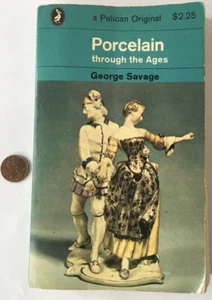 a Pelican Original $2.25
Porcelain
through the Ages
George Savage